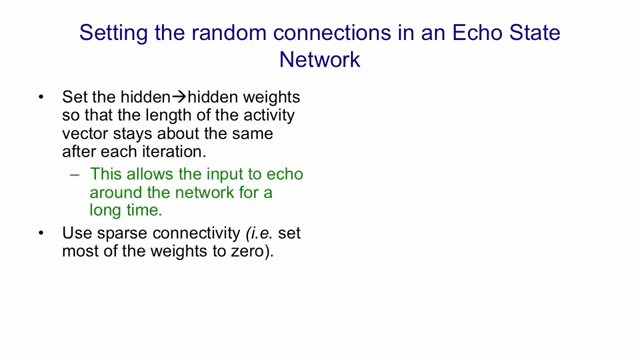 Setting the random connections in an Echo State
Network
• Set the hidden→hidden weights
so that the length of the activity
vector stays about the same
after each iteration.
– This allows the input to echo
around the network for a
long time.
• Use sparse connectivity (i.e. set
most of the weights to zero).